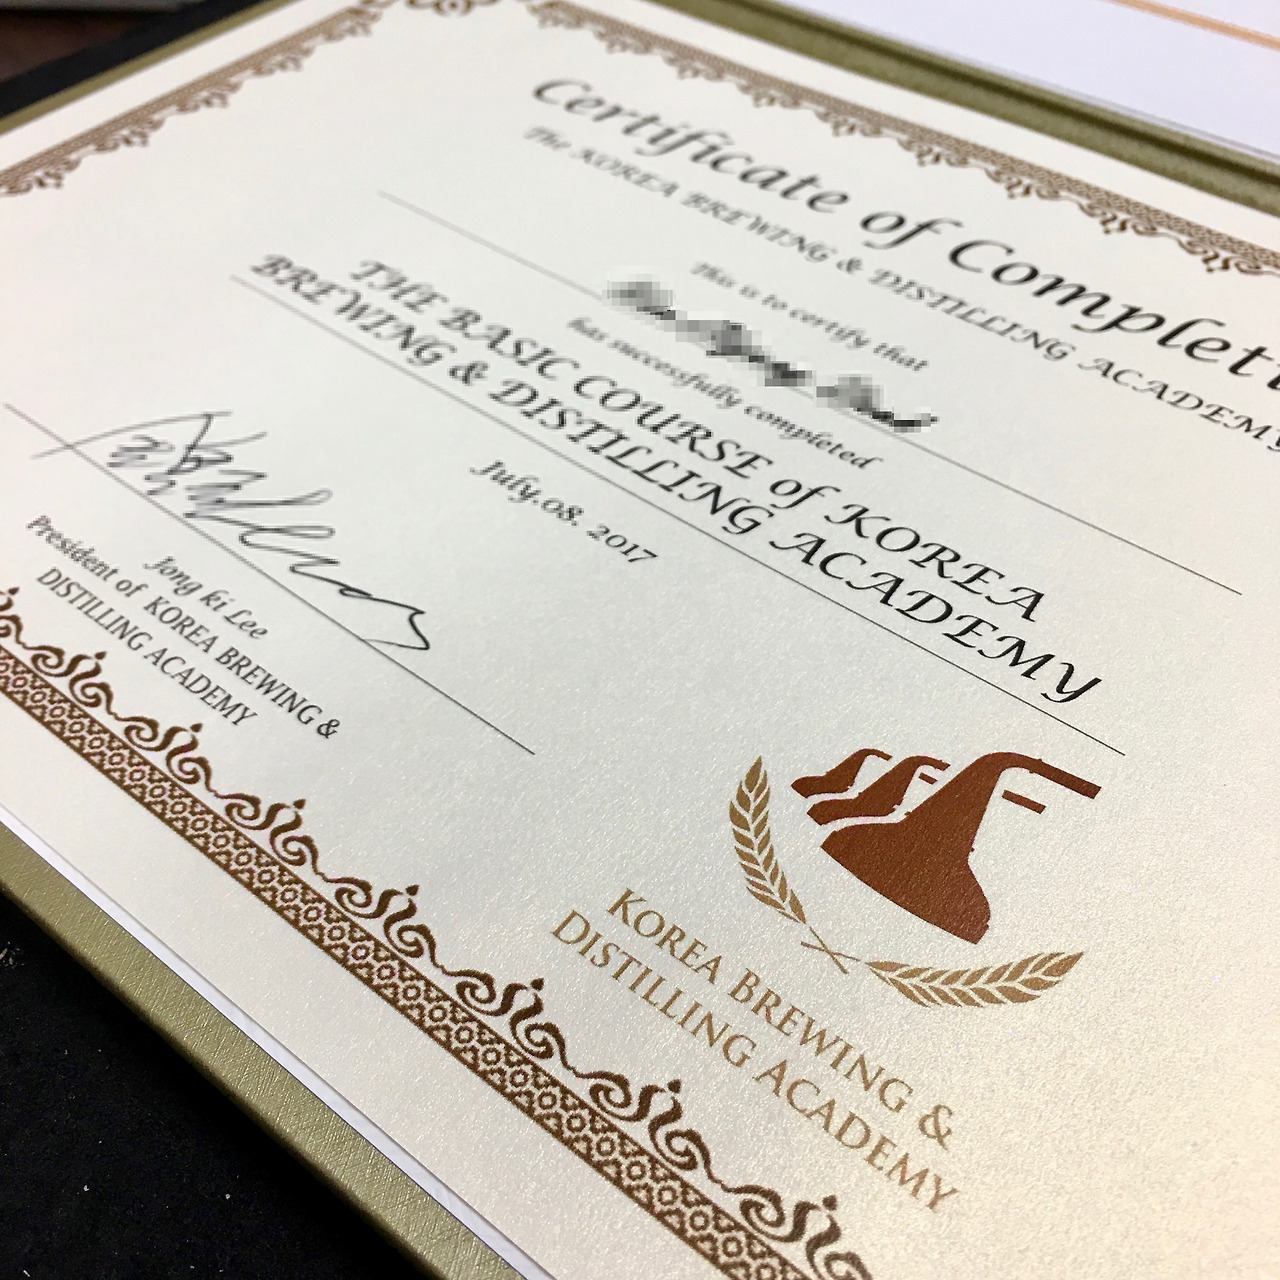 Certificate of Completi
The KOREA BREWING & DISTILLING ACADEMY
This is to certify that
has successfully completed
THE BASIC COURSE of KOREA
BREWING & DISTILLING ACADEMY
July.08. 2017
Jong ki Lee
President of KOREA BREWING &
DISTILLING ACADEMY
KOREA BREWING &
DISTILLING ACADEMY